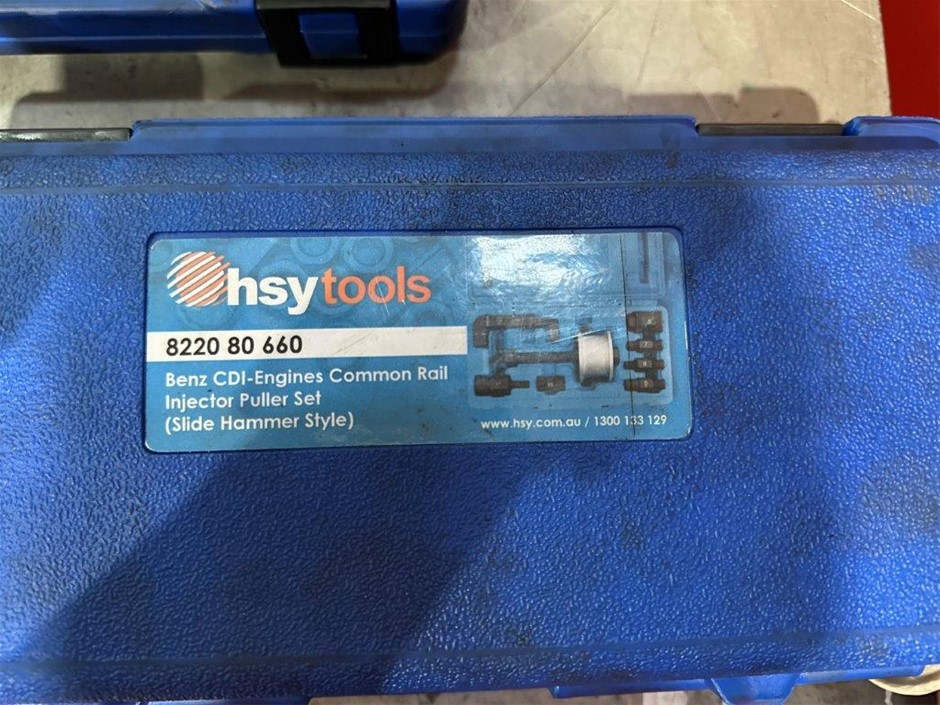 hsytools
8220 80 660
Benz CDI-Engines Common Rail
Injector Puller Set
(Slide Hammer Style)
www.hsy.com.au / 1300 133 129